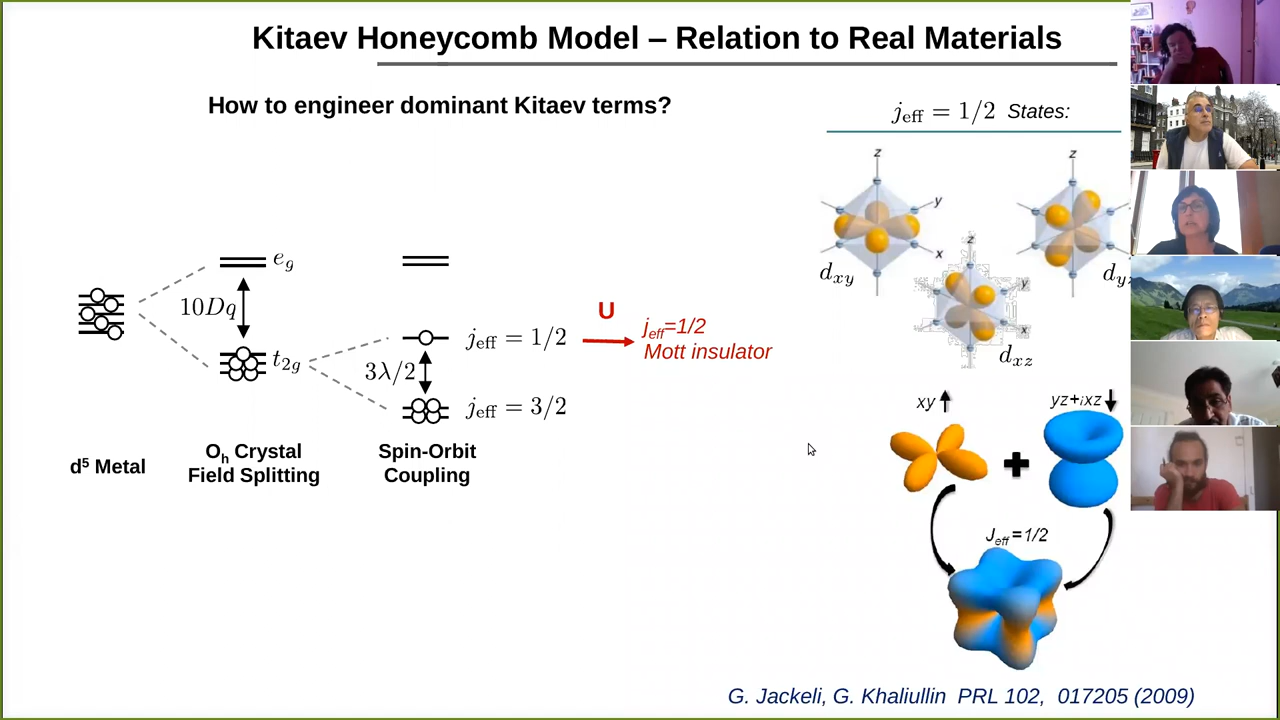 Kitaev Honeycomb Model – Relation to Real Materials
How to engineer dominant Kitaev terms?
j_eff = 1/2 States:
z
y
x
d_xy
z
z
y
x
d_xz
e_g
10Dq
t_2g
j_eff = 1/2
3λ/2
j_eff = 3/2
U
j_eff=1/2
Mott insulator
d⁵ Metal
O_h Crystal
Field Splitting
Spin-Orbit
Coupling
xy
yz+ixz
J_eff =1/2
G. Jackeli, G. Khaliullin PRL 102, 017205 (2009)